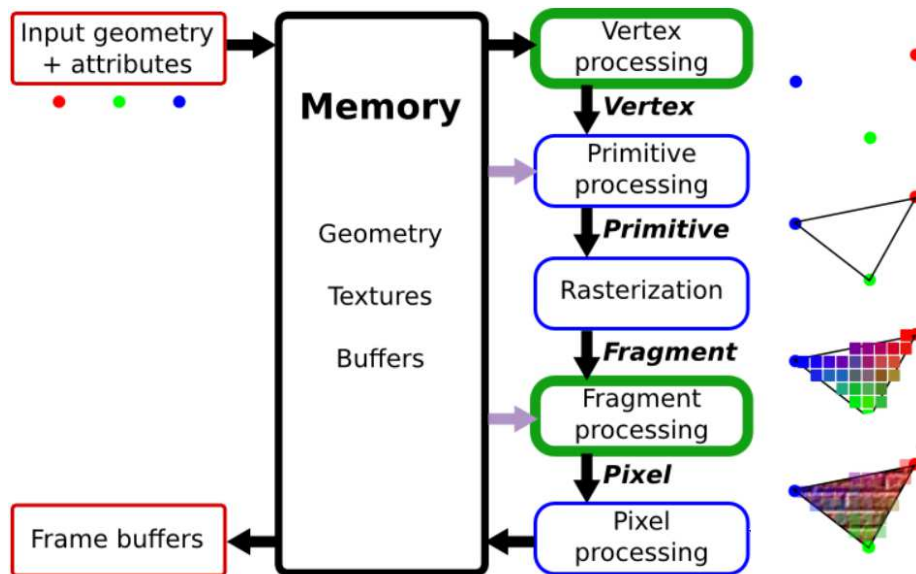 Input geometry
+ attributes
Memory
Geometry
Textures
Buffers
Frame buffers
Vertex
processing
Vertex
Primitive
processing
Primitive
Rasterization
Fragment
Fragment
processing
Pixel
Pixel
processing